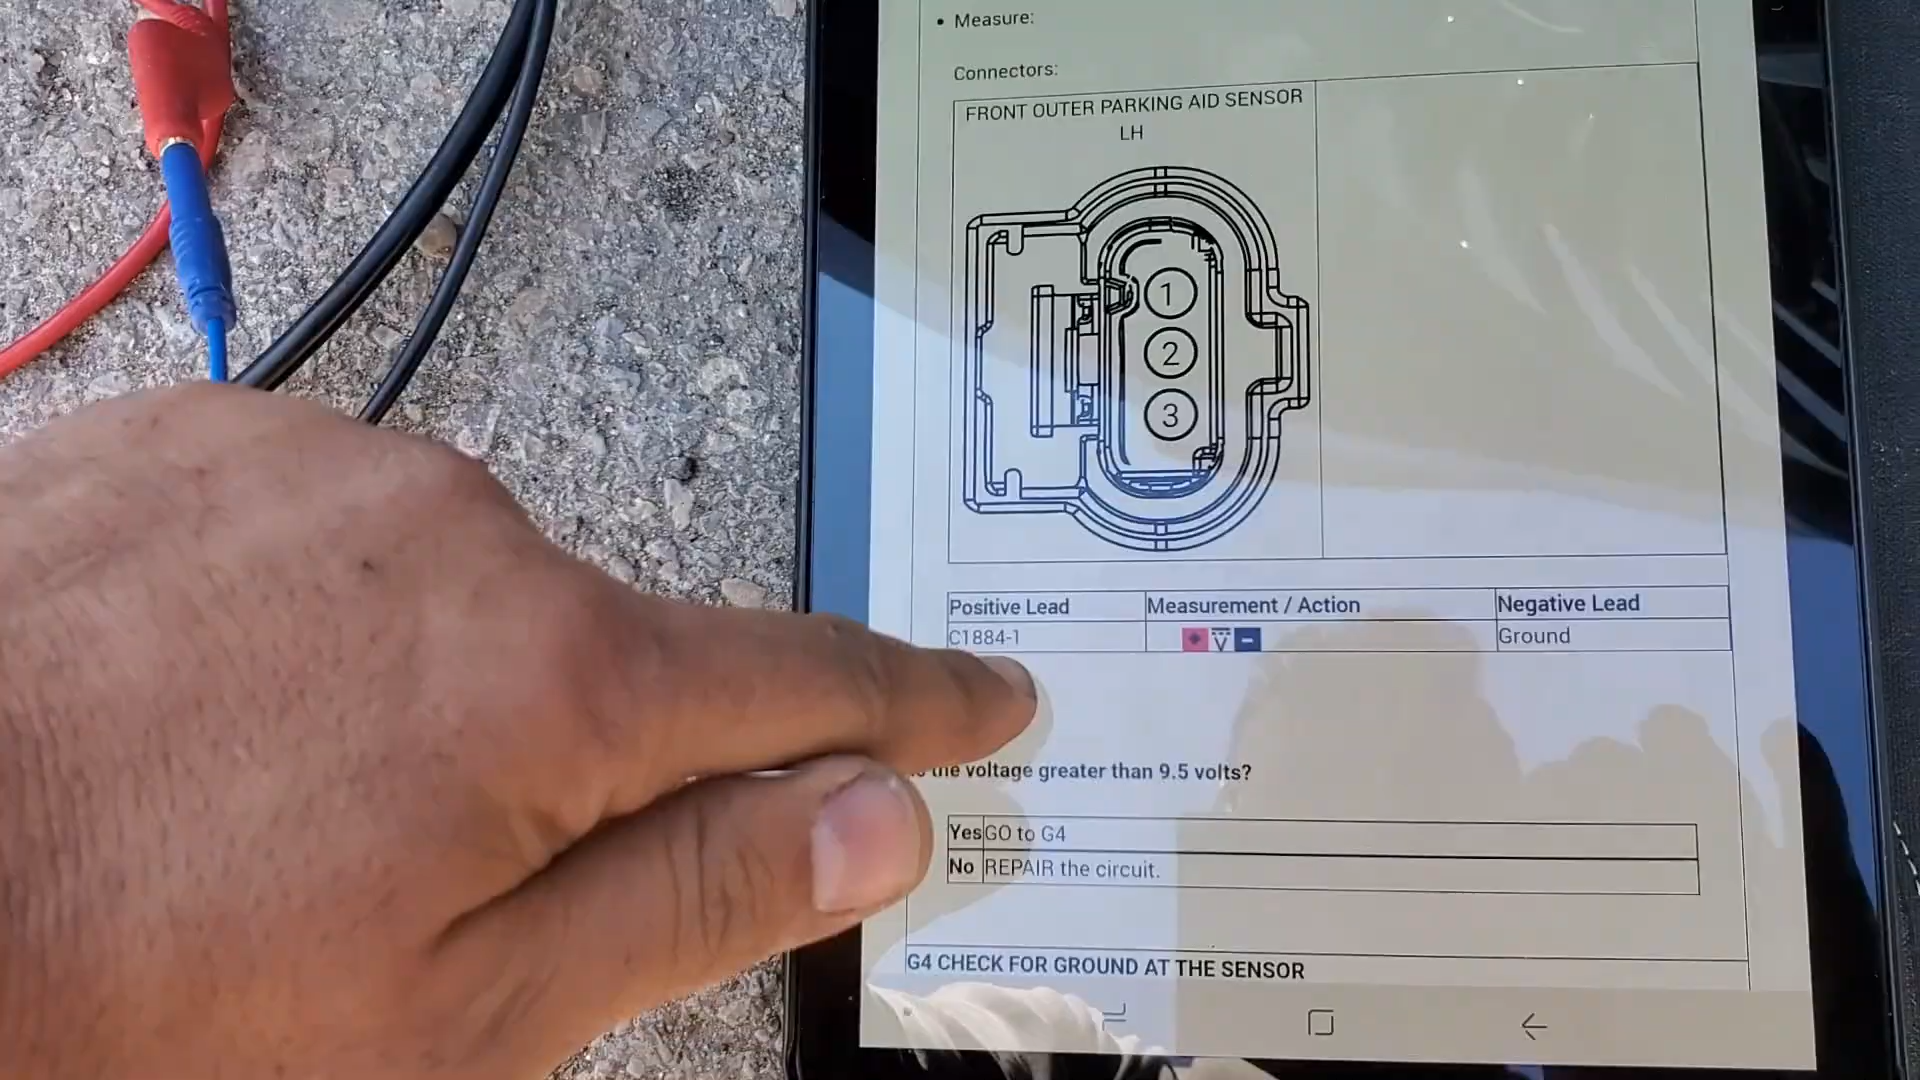 • Measure:
Connectors:
FRONT OUTER PARKING AID SENSOR
LH
1
2
3
Positive Lead Measurement / Action Negative Lead
C1884-1 + V - Ground
the voltage greater than 9.5 volts?
Yes GO to G4
No REPAIR the circuit.
G4 CHECK FOR GROUND AT THE SENSOR